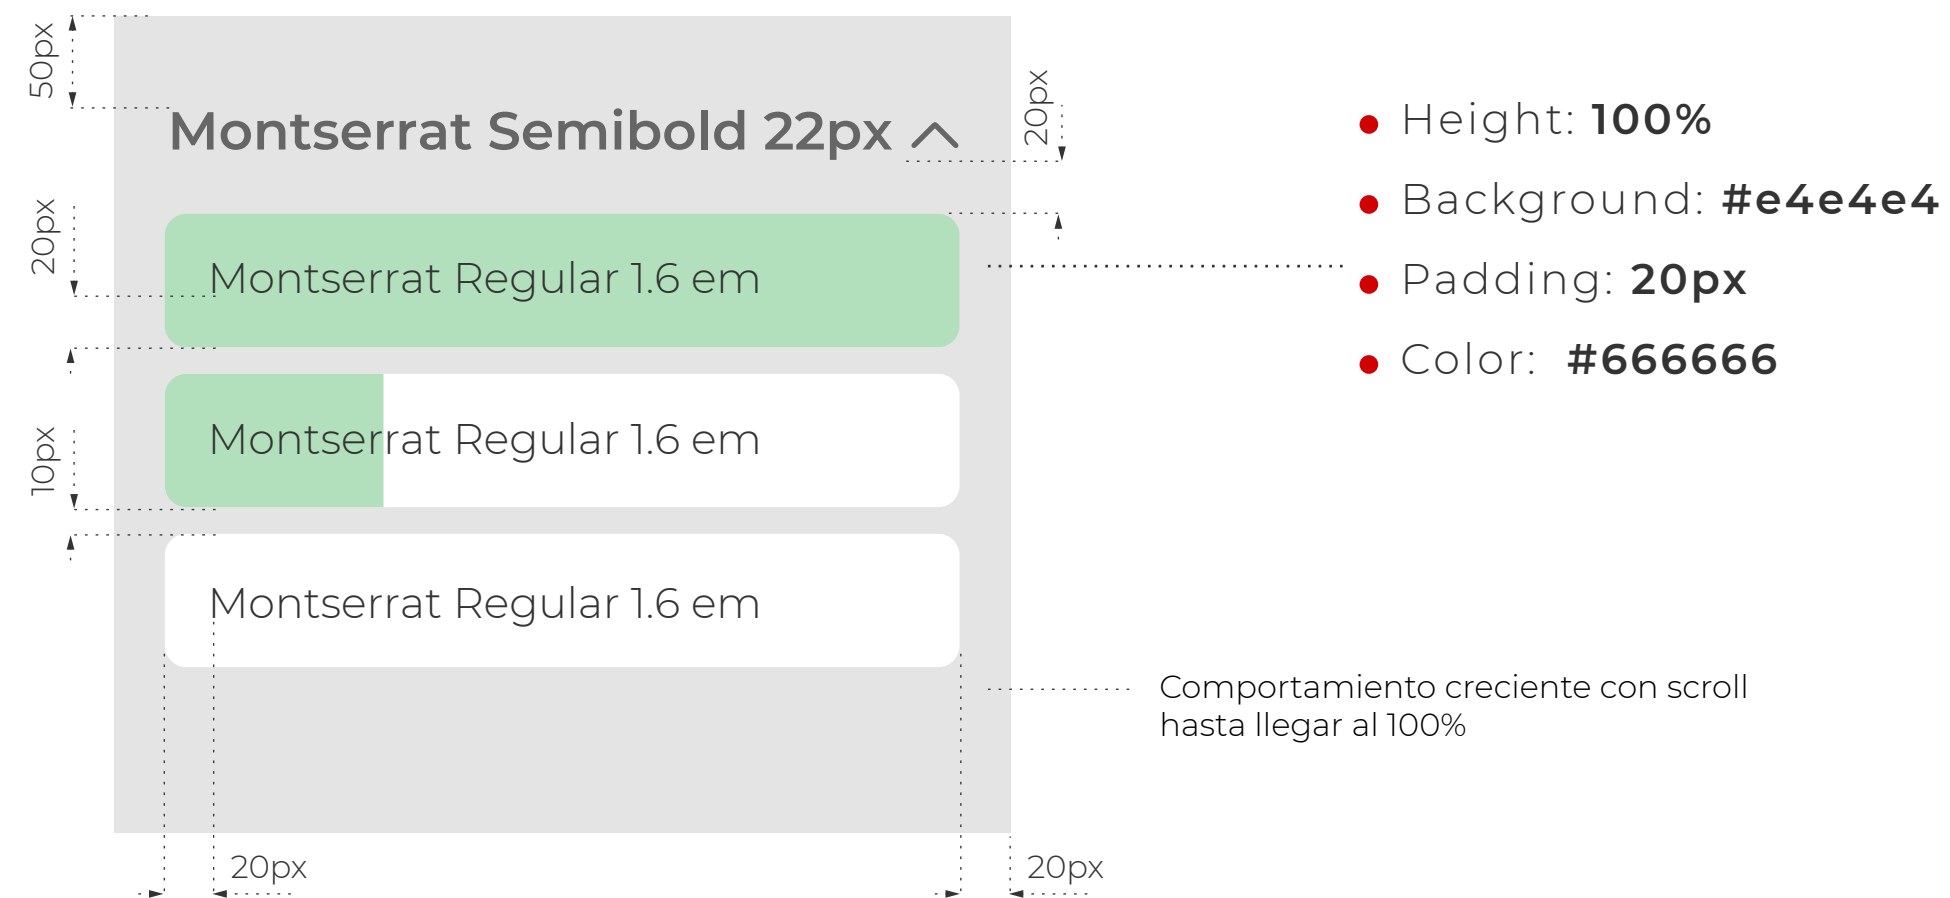 50px
Montserrat Semibold 22px
20px
20px
Montserrat Regular 1.6 em
Montserrat Regular 1.6 em
10px
Montserrat Regular 1.6 em
20px
20px
Height: 100%
Background: #e4e4e4
Padding: 20px
Color: #666666
Comportamiento creciente con scroll
hasta llegar al 100%